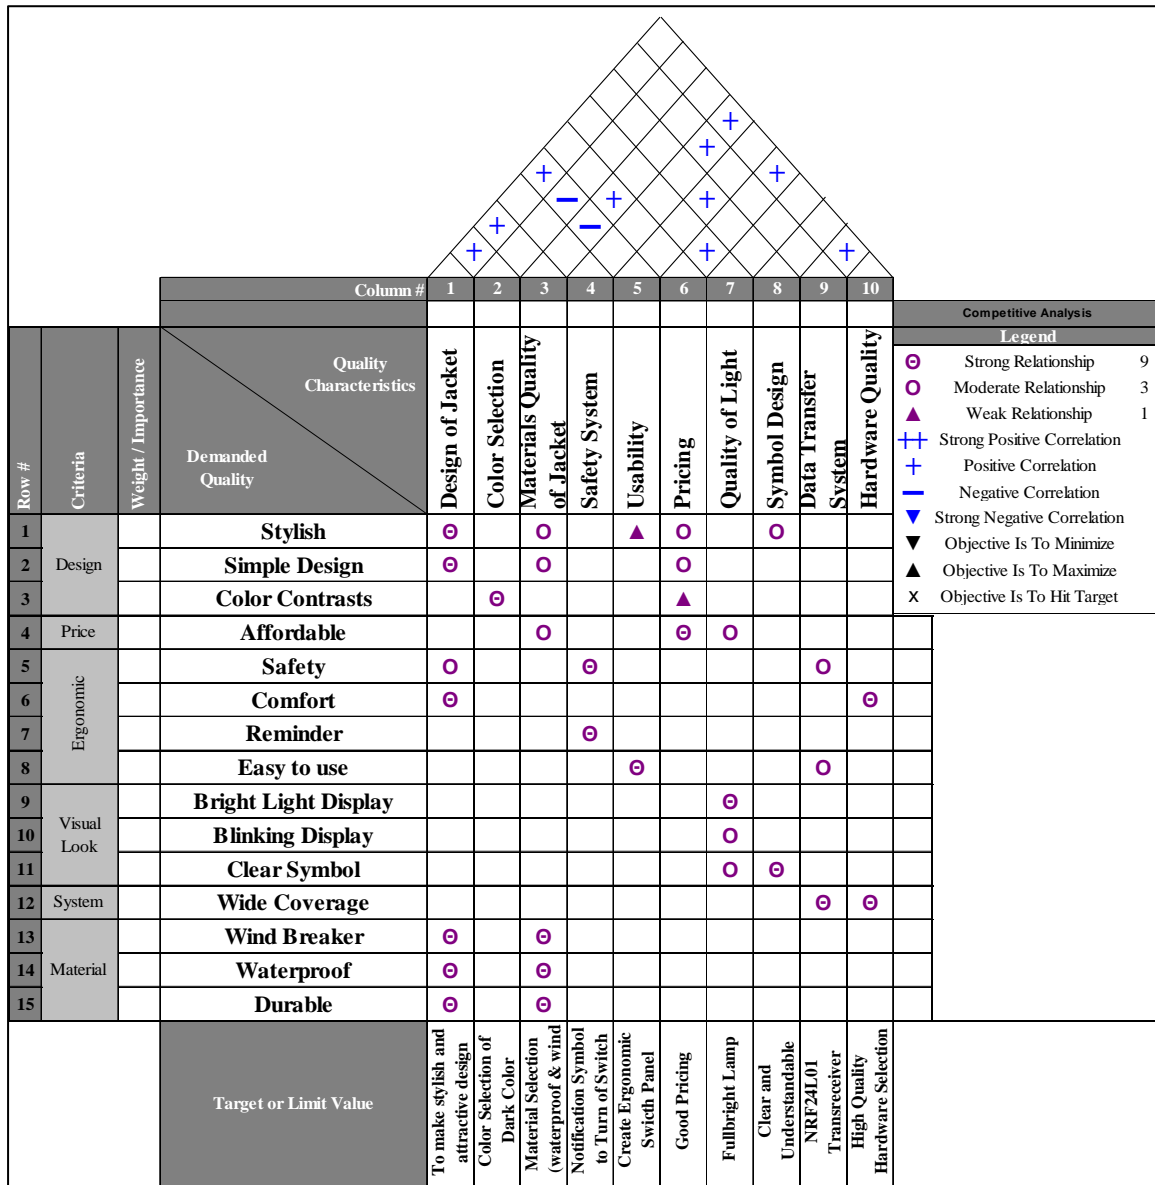 Column #
1 2 3 4 5 6 7 8 9 10
Competitive Analysis
Legend
Strong Relationship 9
Moderate Relationship 3
Weak Relationship 1
Strong Positive Correlation
Positive Correlation
Negative Correlation
Strong Negative Correlation
Objective Is To Minimize
Objective Is To Maximize
x Objective Is To Hit Target
Row #
Criteria
Weight / Importance
Quality
Characteristics
Demanded
Quality
Design of Jacket
Color Selection
Materials Quality
of Jacket
Safety System
Usability
Pricing
Quality of Light
Symbol Design
Data Transfer
System
Hardware Quality
1 Stylish
2 Design Simple Design
3 Color Contrasts
4 Price Affordable
5 Safety
6 Comfort
Ergonomic
7 Reminder
8 Easy to use
9 Bright Light Display
Visual
10 Blinking Display
Look
11 Clear Symbol
12 System Wide Coverage
13 Wind Breaker
14 Material Waterproof
15 Durable
Target or Limit Value
To make stylish and
attractive design
Color Selection of
Dark Color
Material Selection
(waterproof & wind
Notification Symbol
to Turn of Switch
Create Ergonomic
Swicth Panel
Good Pricing
Fullbright Lamp
Clear and
Understandable
NRF24L01
Transreceiver
High Quality
Hardware Selection